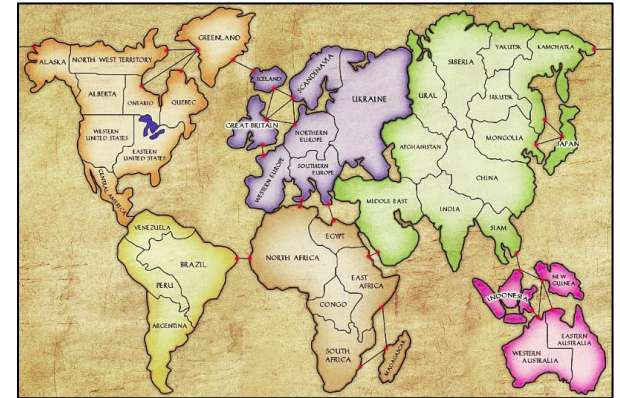 GREENLAND
ALASKA
NORTH WEST TERRITORY
ALBERTA
ONTARIO
QUEBEC
WESTERN
UNITED STATES
EASTERN
UNITED STATES
CENTRAL AMERICA
VENEZUELA
BRAZIL
PERU
ARGENTINA
ICELAND
SCANDINAVIA
GREAT BRITAIN
UKRAINE
NORTHERN
EUROPE
SOUTHERN
EUROPE
WESTERN EUROPE
NORTH AFRICA
EGYPT
EAST
AFRICA
CONGO
SOUTH
AFRICA
MADAGASCAR
SIBERIA
YAKUTSK
KAMCHATKA
URAL
IRKUTSK
MONGOLIA
JAPAN
AFGHANISTAN
CHINA
MIDDLE EAST
INDIA
SIAM
INDONESIA
NEW
GUINEA
WESTERN
AUSTRALIA
EASTERN
AUSTRALIA